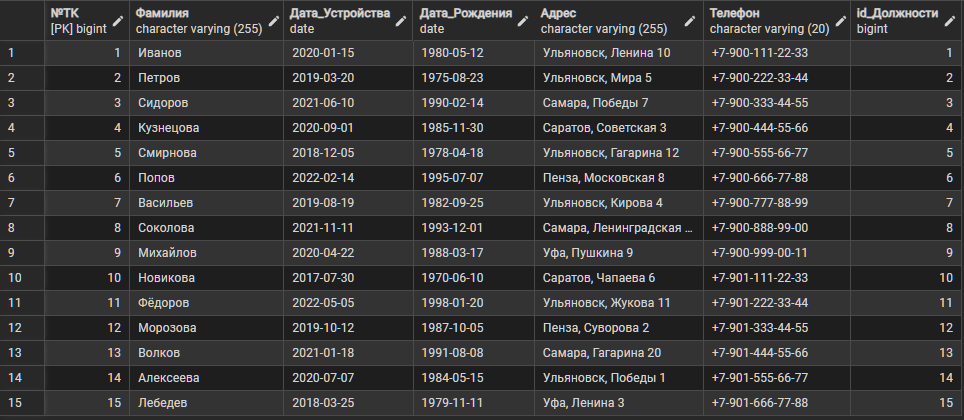 №ТК Фамилия Дата_Устройства Дата_Рождения Адрес Телефон id_Должности
[PK] bigint character varying (255) date date character varying (255) character varying (20) bigint
1 1 Иванов 2020-01-15 1980-05-12 Ульяновск, Ленина 10 +7-900-111-22-33 1
2 2 Петров 2019-03-20 1975-08-23 Ульяновск, Мира 5 +7-900-222-33-44 2
3 3 Сидоров 2021-06-10 1990-02-14 Самара, Победы 7 +7-900-333-44-55 3
4 4 Кузнецова 2020-09-01 1985-11-30 Саратов, Советская 3 +7-900-444-55-66 4
5 5 Смирнова 2018-12-05 1978-04-18 Ульяновск, Гагарина 12 +7-900-555-66-77 5
6 6 Попов 2022-02-14 1995-07-07 Пенза, Московская 8 +7-900-666-77-88 6
7 7 Васильев 2019-08-19 1982-09-25 Ульяновск, Кирова 4 +7-900-777-88-99 7
8 8 Соколова 2021-11-11 1993-12-01 Самара, Ленинградская ... +7-900-888-99-00 8
9 9 Михайлов 2020-04-22 1988-03-17 Уфа, Пушкина 9 +7-900-999-00-11 9
10 10 Новикова 2017-07-30 1970-06-10 Саратов, Чапаева 6 +7-901-111-22-33 10
11 11 Фёдоров 2022-05-05 1998-01-20 Ульяновск, Жукова 11 +7-901-222-33-44 11
12 12 Морозова 2019-10-12 1987-10-05 Пенза, Суворова 2 +7-901-333-44-55 12
13 13 Волков 2021-01-18 1991-08-08 Самара, Гагарина 20 +7-901-444-55-66 13
14 14 Алексеева 2020-07-07 1984-05-15 Ульяновск, Победы 1 +7-901-555-66-77 14
15 15 Лебедев 2018-03-25 1979-11-11 Уфа, Ленина 3 +7-901-666-77-88 15